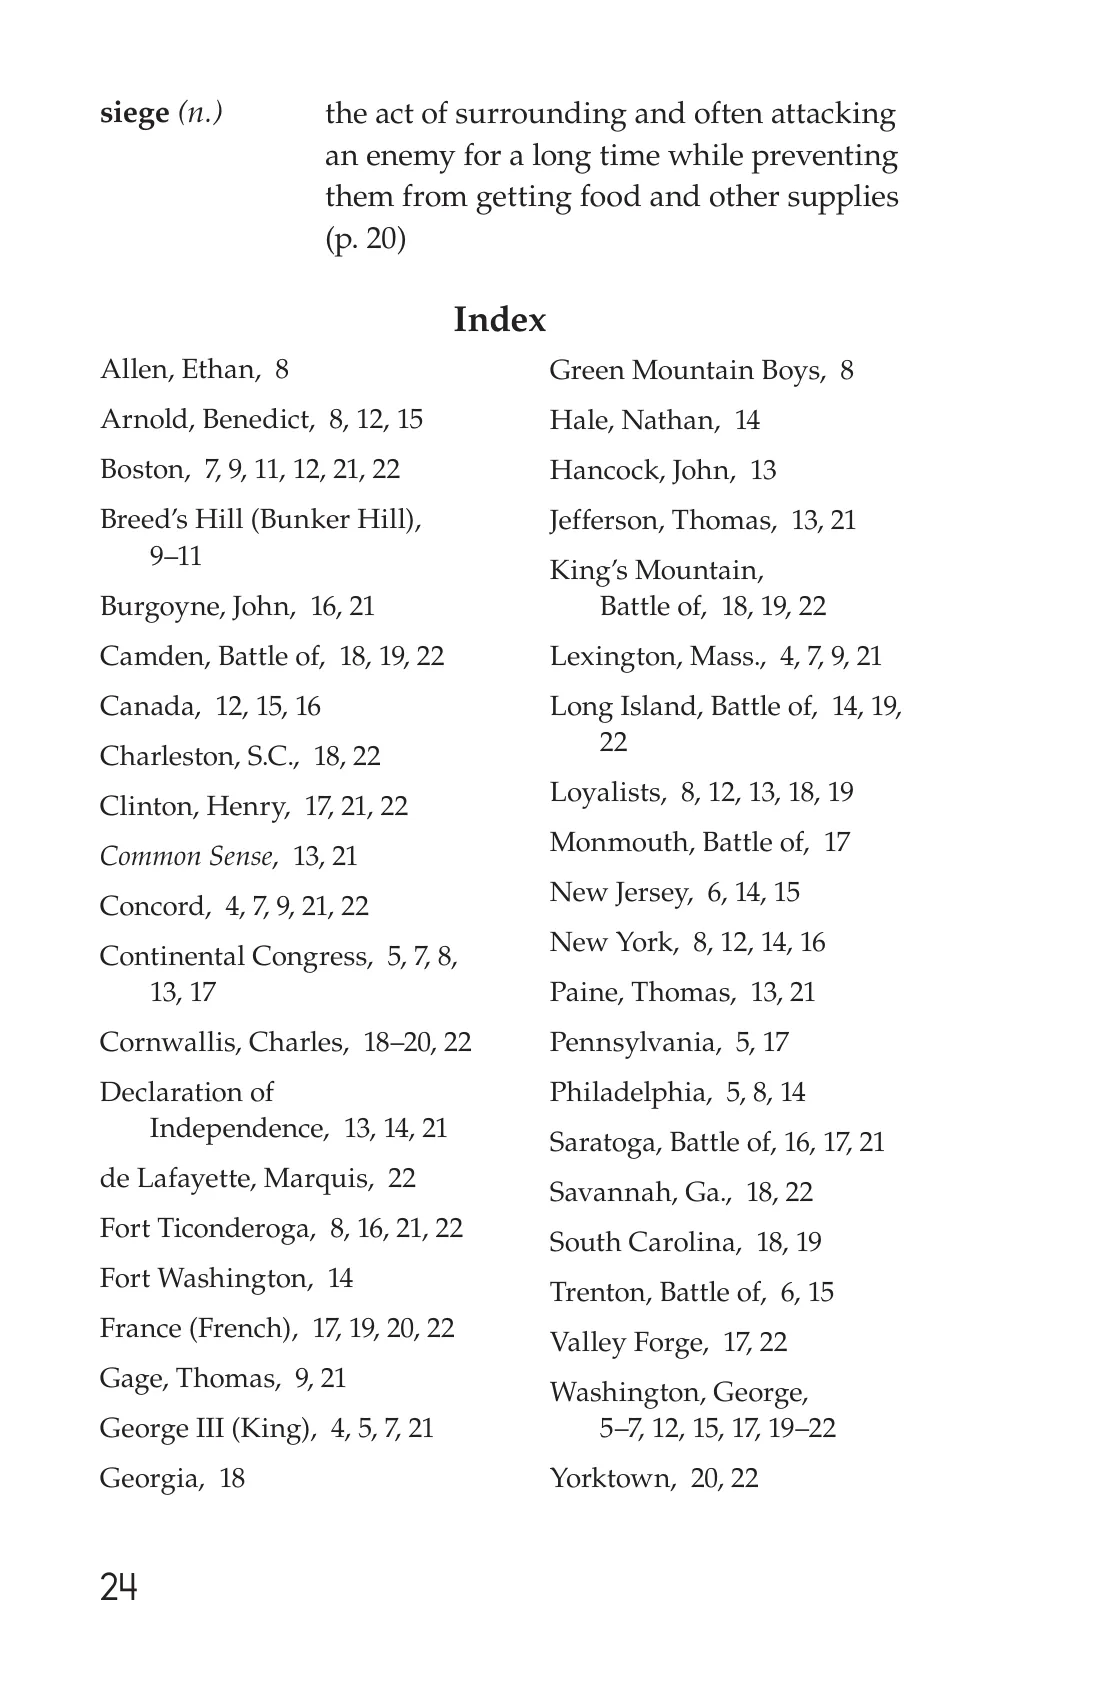 siege (n.)
the act of surrounding and often attacking
an enemy for a long time while preventing
them from getting food and other supplies
(p. 20)
Index
Allen, Ethan, 8
Arnold, Benedict, 8, 12, 15
Boston, 7, 9, 11, 12, 21, 22
Breed’s Hill (Bunker Hill),
9–11
Burgoyne, John, 16, 21
Camden, Battle of, 18, 19, 22
Canada, 12, 15, 16
Charleston, S.C., 18, 22
Clinton, Henry, 17, 21, 22
Common Sense, 13, 21
Concord, 4, 7, 9, 21, 22
Continental Congress, 5, 7, 8,
13, 17
Cornwallis, Charles, 18–20, 22
Declaration of
Independence, 13, 14, 21
de Lafayette, Marquis, 22
Fort Ticonderoga, 8, 16, 21, 22
Fort Washington, 14
France (French), 17, 19, 20, 22
Gage, Thomas, 9, 21
George III (King), 4, 5, 7, 21
Georgia, 18
Green Mountain Boys, 8
Hale, Nathan, 14
Hancock, John, 13
Jefferson, Thomas, 13, 21
King’s Mountain,
Battle of, 18, 19, 22
Lexington, Mass., 4, 7, 9, 21
Long Island, Battle of, 14, 19,
22
Loyalists, 8, 12, 13, 18, 19
Monmouth, Battle of, 17
New Jersey, 6, 14, 15
New York, 8, 12, 14, 16
Paine, Thomas, 13, 21
Pennsylvania, 5, 17
Philadelphia, 5, 8, 14
Saratoga, Battle of, 16, 17, 21
Savannah, Ga., 18, 22
South Carolina, 18, 19
Trenton, Battle of, 6, 15
Valley Forge, 17, 22
Washington, George,
5–7, 12, 15, 17, 19–22
Yorktown, 20, 22
24